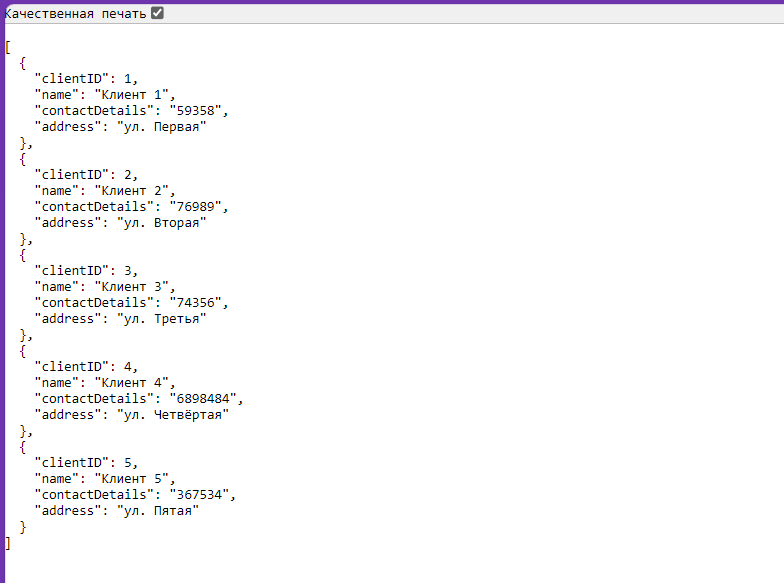 Качественная печать
[
  {
    "clientID": 1,
    "name": "Клиент 1",
    "contactDetails": "59358",
    "address": "ул. Первая"
  },
  {
    "clientID": 2,
    "name": "Клиент 2",
    "contactDetails": "76989",
    "address": "ул. Вторая"
  },
  {
    "clientID": 3,
    "name": "Клиент 3",
    "contactDetails": "74356",
    "address": "ул. Третья"
  },
  {
    "clientID": 4,
    "name": "Клиент 4",
    "contactDetails": "6898484",
    "address": "ул. Четвёртая"
  },
  {
    "clientID": 5,
    "name": "Клиент 5",
    "contactDetails": "367534",
    "address": "ул. Пятая"
  }
]